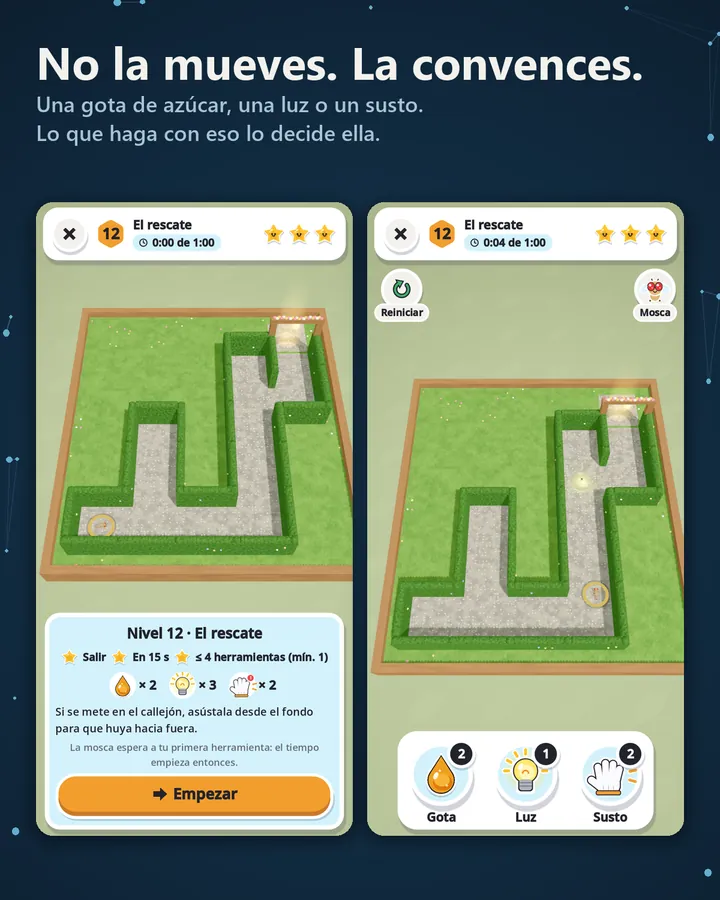 No la mueves. La convences.
Una gota de azúcar, una luz o un susto.
Lo que haga con eso lo decide ella.
12
El rescate
0:00 de 1:00
Nivel 12 · El rescate
Salir En 15 s ≤ 4 herramientas (mín. 1)
× 2 × 3 × 2
Si se mete en el callejón, asústala desde el fondo
para que huya hacia fuera.
La mosca espera a tu primera herramienta: el tiempo
empieza entonces.
Empezar
12
El rescate
0:04 de 1:00
Reiniciar
Mosca
2 1 2
Gota Luz Susto